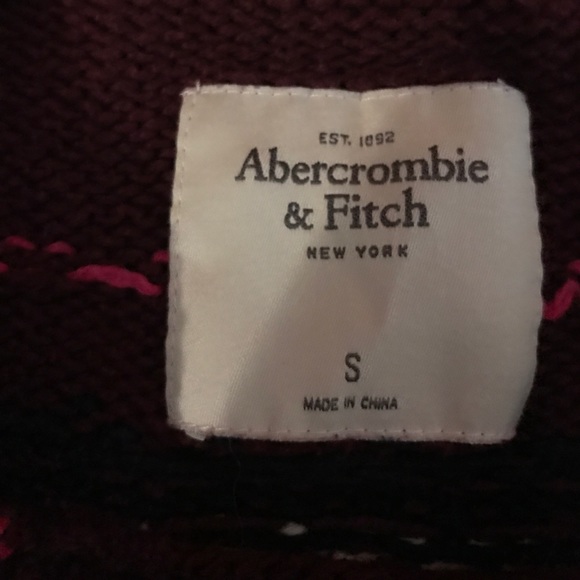 EST. 1892
Abercrombie
& Fitch
NEW YORK
S
MADE IN CHINA